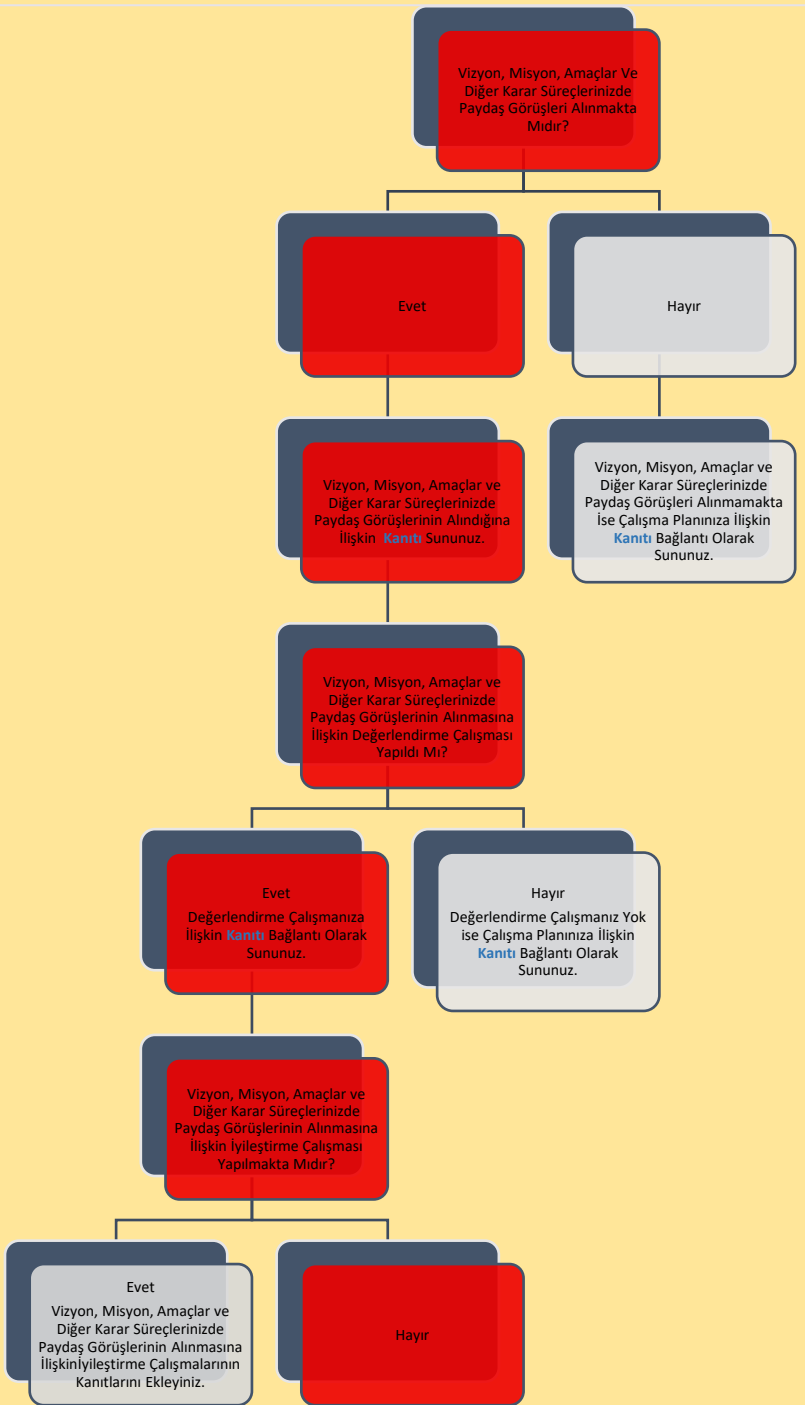 Vizyon, Misyon, Amaçlar Ve
Diğer Karar Süreçlerinizde
Paydaş Görüşleri Alınmakta
Mıdır?
Evet
Hayır
Vizyon, Misyon, Amaçlar ve
Diğer Karar Süreçlerinizde
Paydaş Görüşlerinin Alındığına
İlişkin Kanıtı Sununuz.
Vizyon, Misyon, Amaçlar ve
Diğer Karar Süreçlerinizde
Paydaş Görüşleri Alınmamakta
İse Çalışma Planınıza İlişkin
Kanıtı Bağlantı Olarak
Sununuz.
Vizyon, Misyon, Amaçlar ve
Diğer Karar Süreçlerinizde
Paydaş Görüşlerinin Alınmasına
İlişkin Değerlendirme Çalışması
Yapıldı Mı?
Evet
Değerlendirme Çalışmanıza
İlişkin Kanıtı Bağlantı Olarak
Sununuz.
Hayır
Değerlendirme Çalışmanız Yok
ise Çalışma Planınıza İlişkin
Kanıtı Bağlantı Olarak
Sununuz.
Vizyon, Misyon, Amaçlar ve
Diğer Karar Süreçlerinizde
Paydaş Görüşlerinin Alınmasına
İlişkin İyileştirme Çalışması
Yapılmakta Mıdır?
Evet
Vizyon, Misyon, Amaçlar ve
Diğer Karar Süreçlerinizde
Paydaş Görüşlerinin Alınmasına
İlişkinİyileştirme Çalışmalarının
Kanıtlarını Ekleyiniz.
Hayır